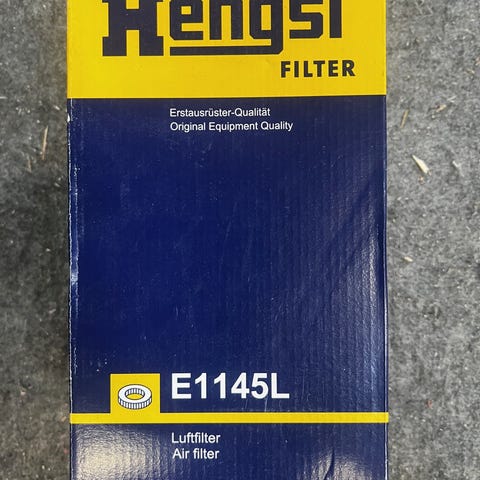 Hengst
FILTER
Erstausrüster-Qualität
Original Equipment Quality
E1145L
Luftfilter
Air filter